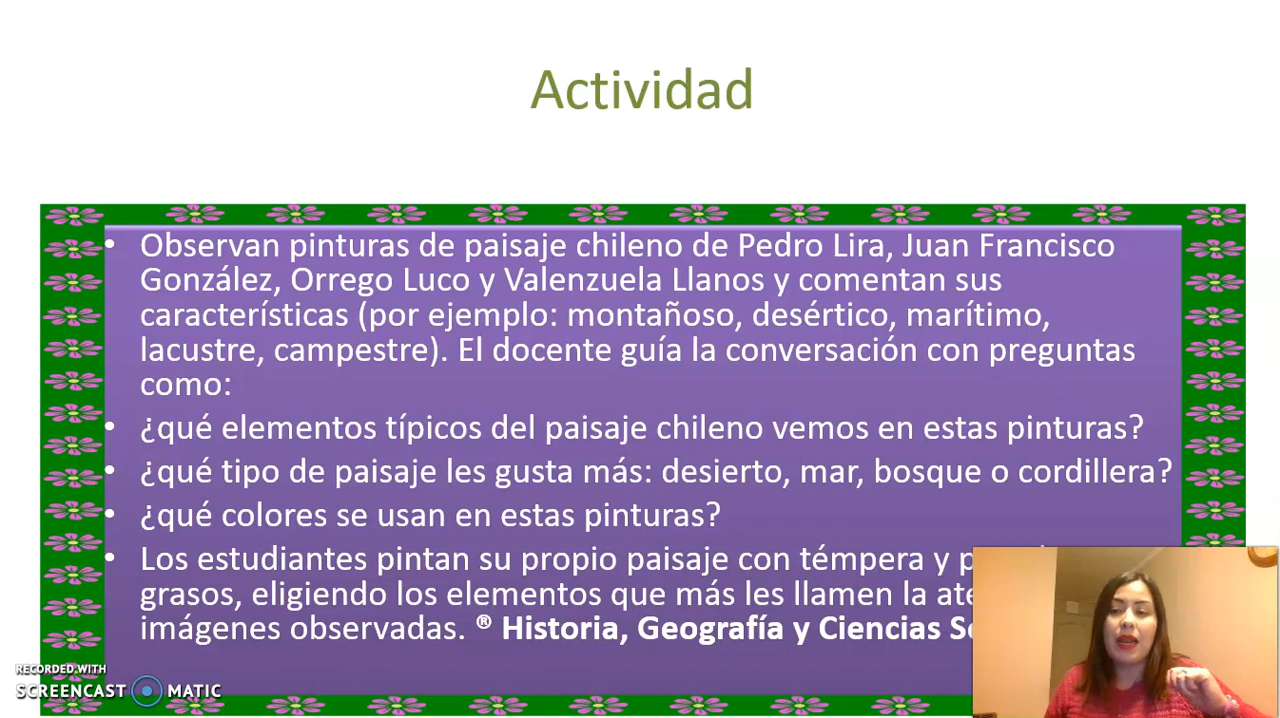 Actividad
• Observan pinturas de paisaje chileno de Pedro Lira, Juan Francisco
González, Orrego Luco y Valenzuela Llanos y comentan sus
características (por ejemplo: montañoso, desértico, marítimo,
lacustre, campestre). El docente guía la conversación con preguntas
como:
• ¿qué elementos típicos del paisaje chileno vemos en estas pinturas?
• ¿qué tipo de paisaje les gusta más: desierto, mar, bosque o cordillera?
• ¿qué colores se usan en estas pinturas?
• Los estudiantes pintan su propio paisaje con témpera y
grasos, eligiendo los elementos que más les llamen la
imágenes observadas. ® Historia, Geografía y Ciencias
RECORDED WITH
SCREENCAST MATIC